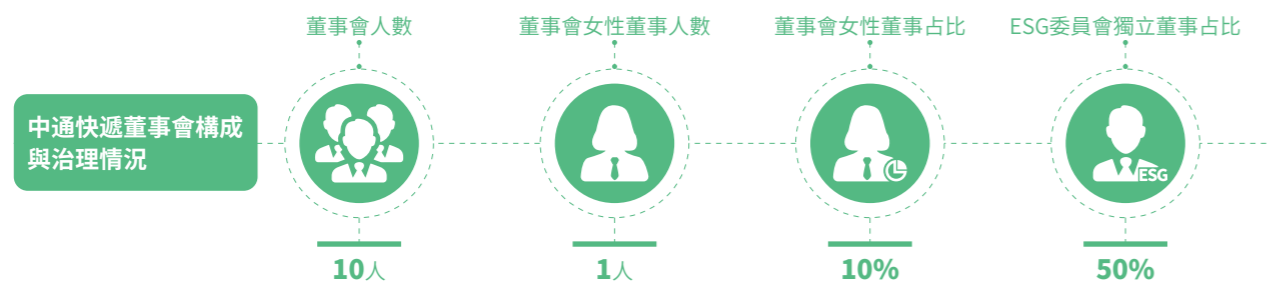 董事會人數
董事會女性董事人數
董事會女性董事占比
ESG委員會獨立董事占比
中通快遞董事會構成
與治理情況
ESG
10人
1人
10%
50%